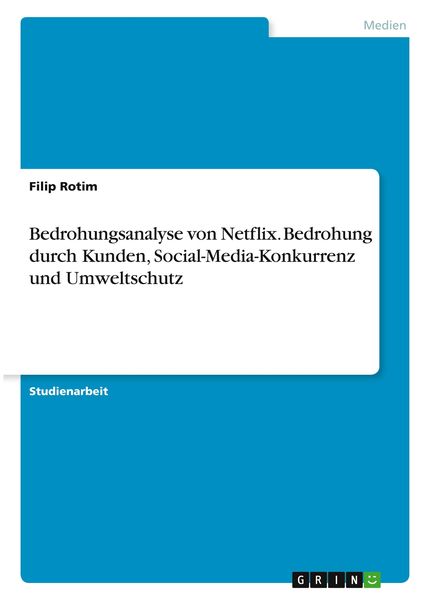 Medien
Filip Rotim
Bedrohungsanalyse von Netflix. Bedrohung
durch Kunden, Social-Media-Konkurrenz
und Umweltschutz
Studienarbeit
GRIN